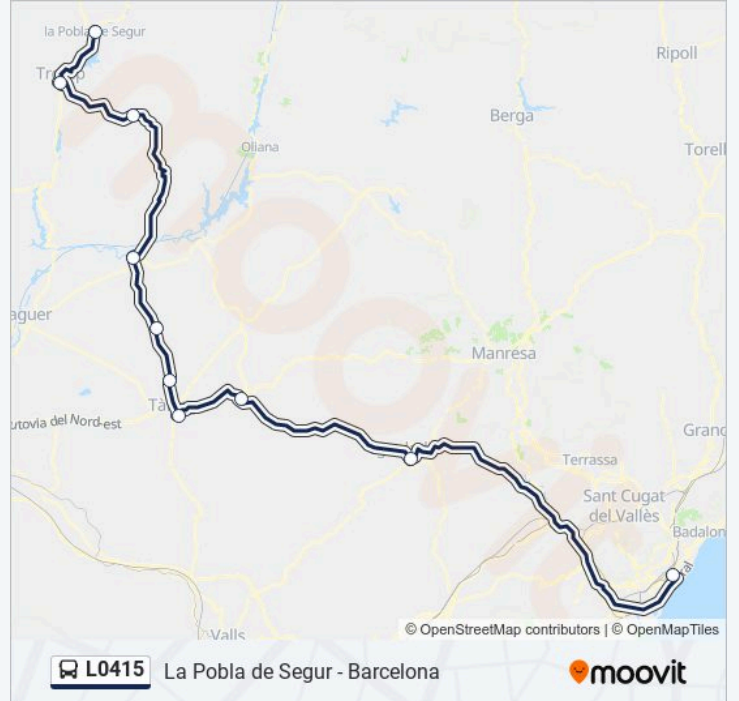 la Pobla de Segur
Ripoll
Berga
Torell
Oliana
aguer
Manresa
utovia del Nord-est
Granc
Terrassa
Sant Cugat
del Vallès
Badalon
Valls
© OpenStreetMap contributors | © OpenMapTiles
L0415
La Pobla de Segur - Barcelona
moovit